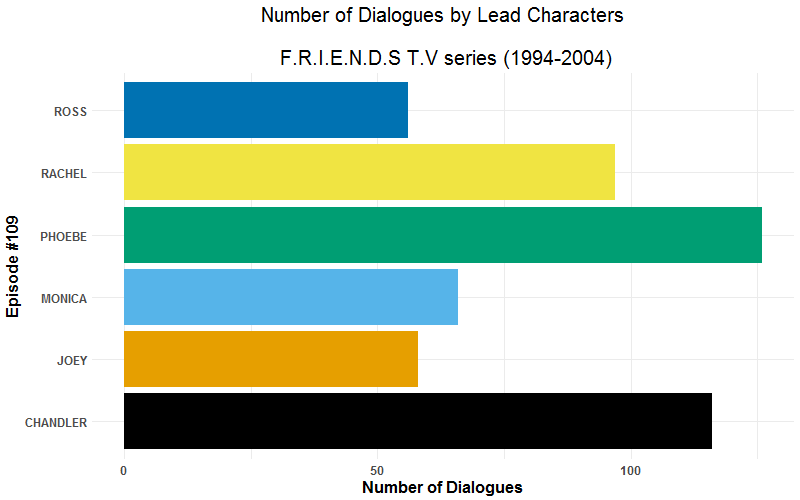 Number of Dialogues by Lead Characters
F.R.I.E.N.D.S T.V series (1994-2004)
ROSS
RACHEL
PHOEBE
MONICA
JOEY
CHANDLER
Episode #109
0
50
100
Number of Dialogues